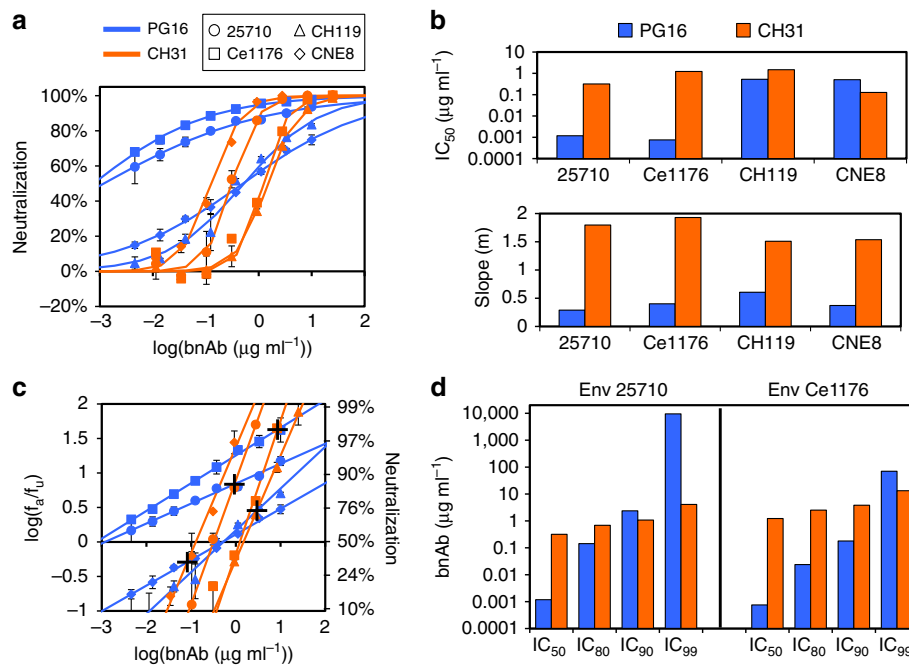 a
PG16
CH31
25710
CH119
Ce1176
CNE8
100%
80%
60%
40%
20%
0%
−20%
Neutralization
−3 −2 −1 0 1 2
log(bnAb (μg ml⁻¹))
b
PG16
CH31
IC₅₀ (μg ml⁻¹)
10
1
0.1
0.01
0.001
0.0001
25710 Ce1176 CH119 CNE8
Slope (m)
2
1.5
1
0.5
0
25710 Ce1176 CH119 CNE8
c
log(fₐ/fᵤ)
2
1.5
1.0
0.5
0.0
−0.5
−1
99%
97%
90%
76%
50%
24%
10%
Neutralization
−3 −2 −1 0 1 2
log(bnAb (μg ml⁻¹))
d
Env 25710 Env Ce1176
bnAb (μg ml⁻¹)
10,000
1,000
100
10
1
0.1
0.01
0.001
0.0001
IC₅₀ IC₈₀ IC₉₀ IC₉₉ IC₅₀ IC₈₀ IC₉₀ IC₉₉